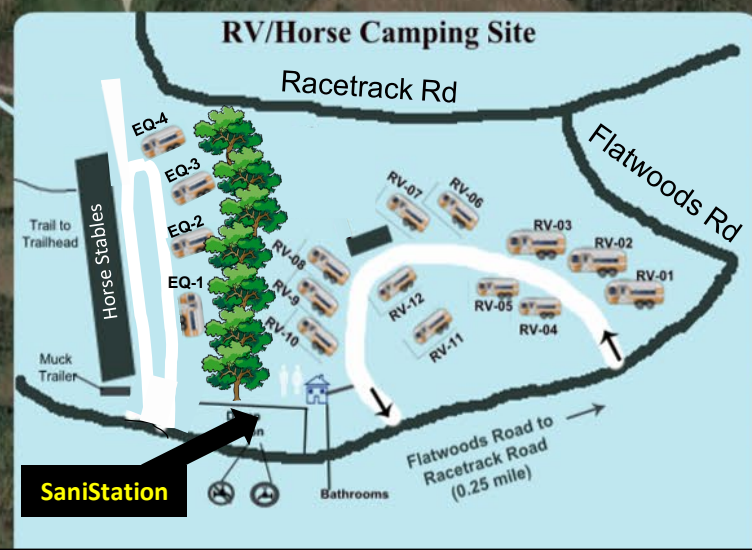 RV/Horse Camping Site
Racetrack Rd
Flatwoods Rd
EQ-4
EQ-3
EQ-2
EQ-1
Trail to
Trailhead
Horse Stables
Muck
Trailer
RV-07
RV-06
RV-03
RV-02
RV-01
RV-08
RV-9
RV-10
RV-12
RV-11
RV-05
RV-04
SaniStation
Bathrooms
Flatwoods Road to
Racetrack Road
(0.25 mile)